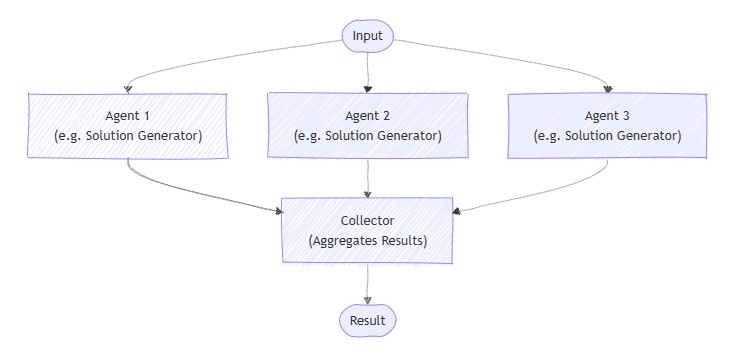 Input
Agent 1
(e.g. Solution Generator)
Agent 2
(e.g. Solution Generator)
Agent 3
(e.g. Solution Generator)
Collector
(Aggregates Results)
Result